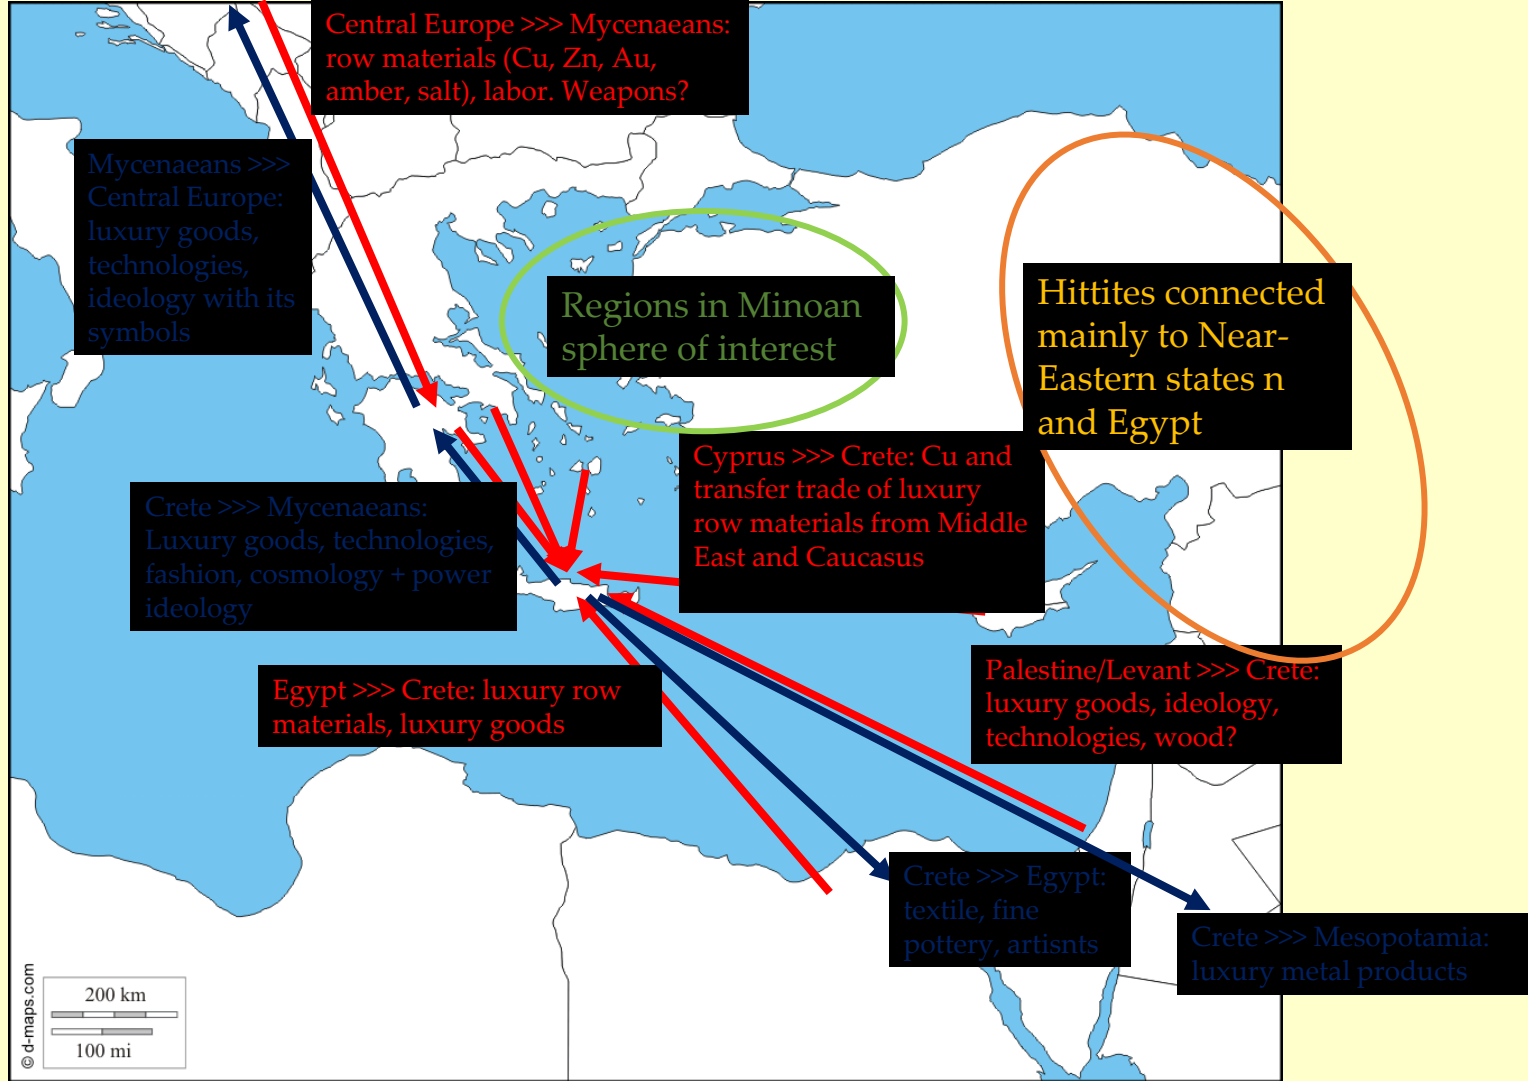 Central Europe >>> Mycenaeans:
row materials (Cu, Zn, Au,
amber, salt), labor. Weapons?
Mycenaeans >>>
Central Europe:
luxury goods,
technologies,
ideology with its
symbols
Regions in Minoan
sphere of interest
Hittites connected
mainly to Near-
Eastern states n
and Egypt
Cyprus >>> Crete: Cu and
transfer trade of luxury
row materials from Middle
East and Caucasus
Crete >>> Mycenaeans:
Luxury goods, technologies,
fashion, cosmology + power
ideology
Egypt >>> Crete: luxury row
materials, luxury goods
Palestine/Levant >>> Crete:
luxury goods, ideology,
technologies, wood?
Crete >>> Egypt:
textile, fine
pottery, artisnts
Crete >>> Mesopotamia:
luxury metal products
200 km
100 mi
© d-maps.com